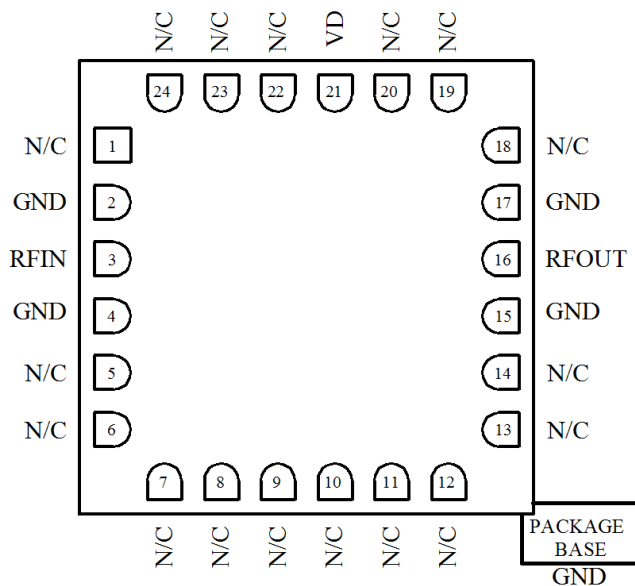 N/C N/C N/C VD N/C N/C
24 23 22 21 20 19
N/C 1 18 N/C
GND 2 17 GND
RFIN 3 16 RFOUT
GND 4 15 GND
N/C 5 14 N/C
N/C 6 13 N/C
7 8 9 10 11 12
N/C N/C N/C N/C N/C N/C
PACKAGE
BASE
GND